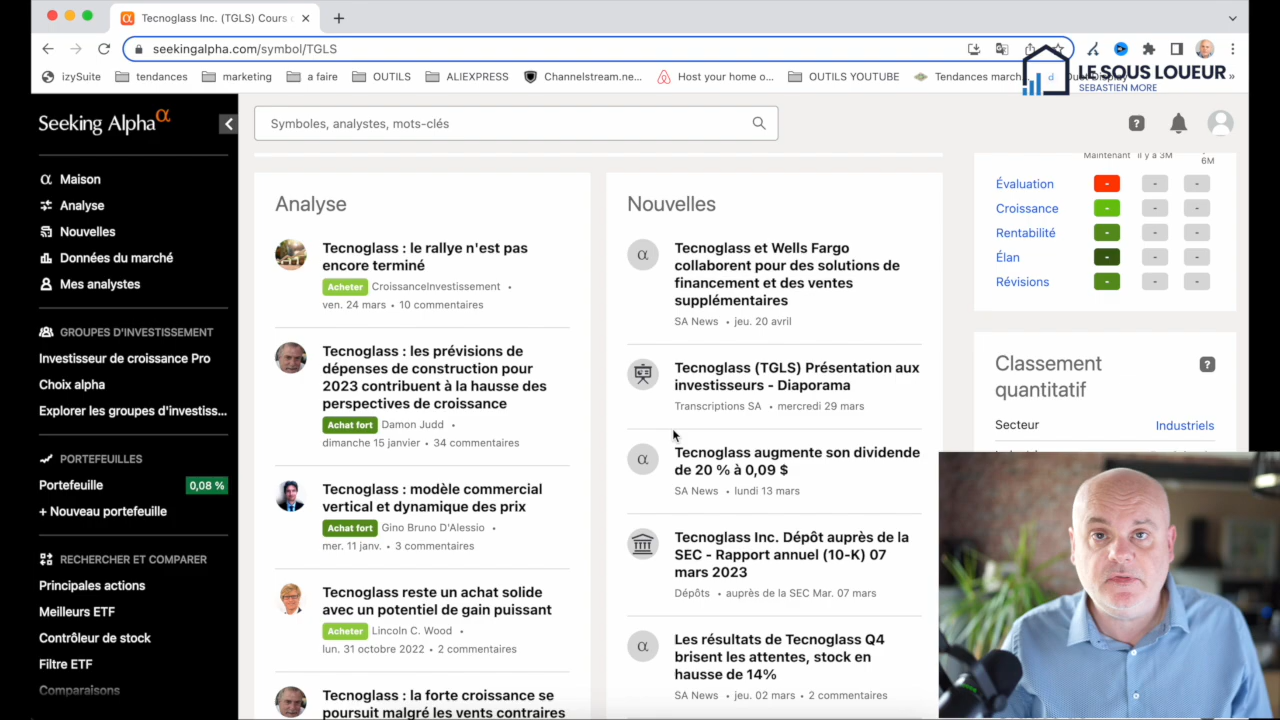 Tecnoglass Inc. (TGLS) Cours
seekingalpha.com/symbol/TGLS
izySuite
tendances
marketing
a faire
OUTILS
ALIEXPRESS
Channelstream.ne...
Host your home o...
OUTILS YOUTUBE
Tendances march...
LE SOUS LOUEUR
SEBASTIEN MORE
Seeking Alpha α
Symboles, analystes, mots-clés
Maison
Analyse
Nouvelles
Données du marché
Mes analystes
GROUPES D'INVESTISSEMENT
Investisseur de croissance Pro
Choix alpha
Explorer les groupes d'investiss...
PORTEFEUILLES
Portefeuille 0,08 %
+ Nouveau portefeuille
RECHERCHER ET COMPARER
Principales actions
Meilleurs ETF
Contrôleur de stock
Filtre ETF
Comparaisons
Analyse
Tecnoglass : le rallye n'est pas
encore terminé
Acheter CroissanceInvestissement •
ven. 24 mars • 10 commentaires
Tecnoglass : les prévisions de
dépenses de construction pour
2023 contribuent à la hausse des
perspectives de croissance
Achat fort Damon Judd •
dimanche 15 janvier • 34 commentaires
Tecnoglass : modèle commercial
vertical et dynamique des prix
Achat fort Gino Bruno D'Alessio •
mer. 11 janv. • 3 commentaires
Tecnoglass reste un achat solide
avec un potentiel de gain puissant
Acheter Lincoln C. Wood •
lun. 31 octobre 2022 • 2 commentaires
Tecnoglass : la forte croissance se
poursuit malgré les vents contraires
Nouvelles
Tecnoglass et Wells Fargo
collaborent pour des solutions de
financement et des ventes
supplémentaires
SA News • jeu. 20 avril
Tecnoglass (TGLS) Présentation aux
investisseurs - Diaporama
Transcriptions SA • mercredi 29 mars
Tecnoglass augmente son dividende
de 20 % à 0,09 $
SA News • lundi 13 mars
Tecnoglass Inc. Dépôt auprès de la
SEC - Rapport annuel (10-K) 07
mars 2023
Dépôts • auprès de la SEC Mar. 07 mars
Les résultats de Tecnoglass Q4
brisent les attentes, stock en
hausse de 14%
SA News • jeu. 02 mars • 2 commentaires
Maintenant il y a 3M 6M
Évaluation - - -
Croissance - - -
Rentabilité - - -
Élan - - -
Révisions - - -
Classement
quantitatif
Secteur Industriels